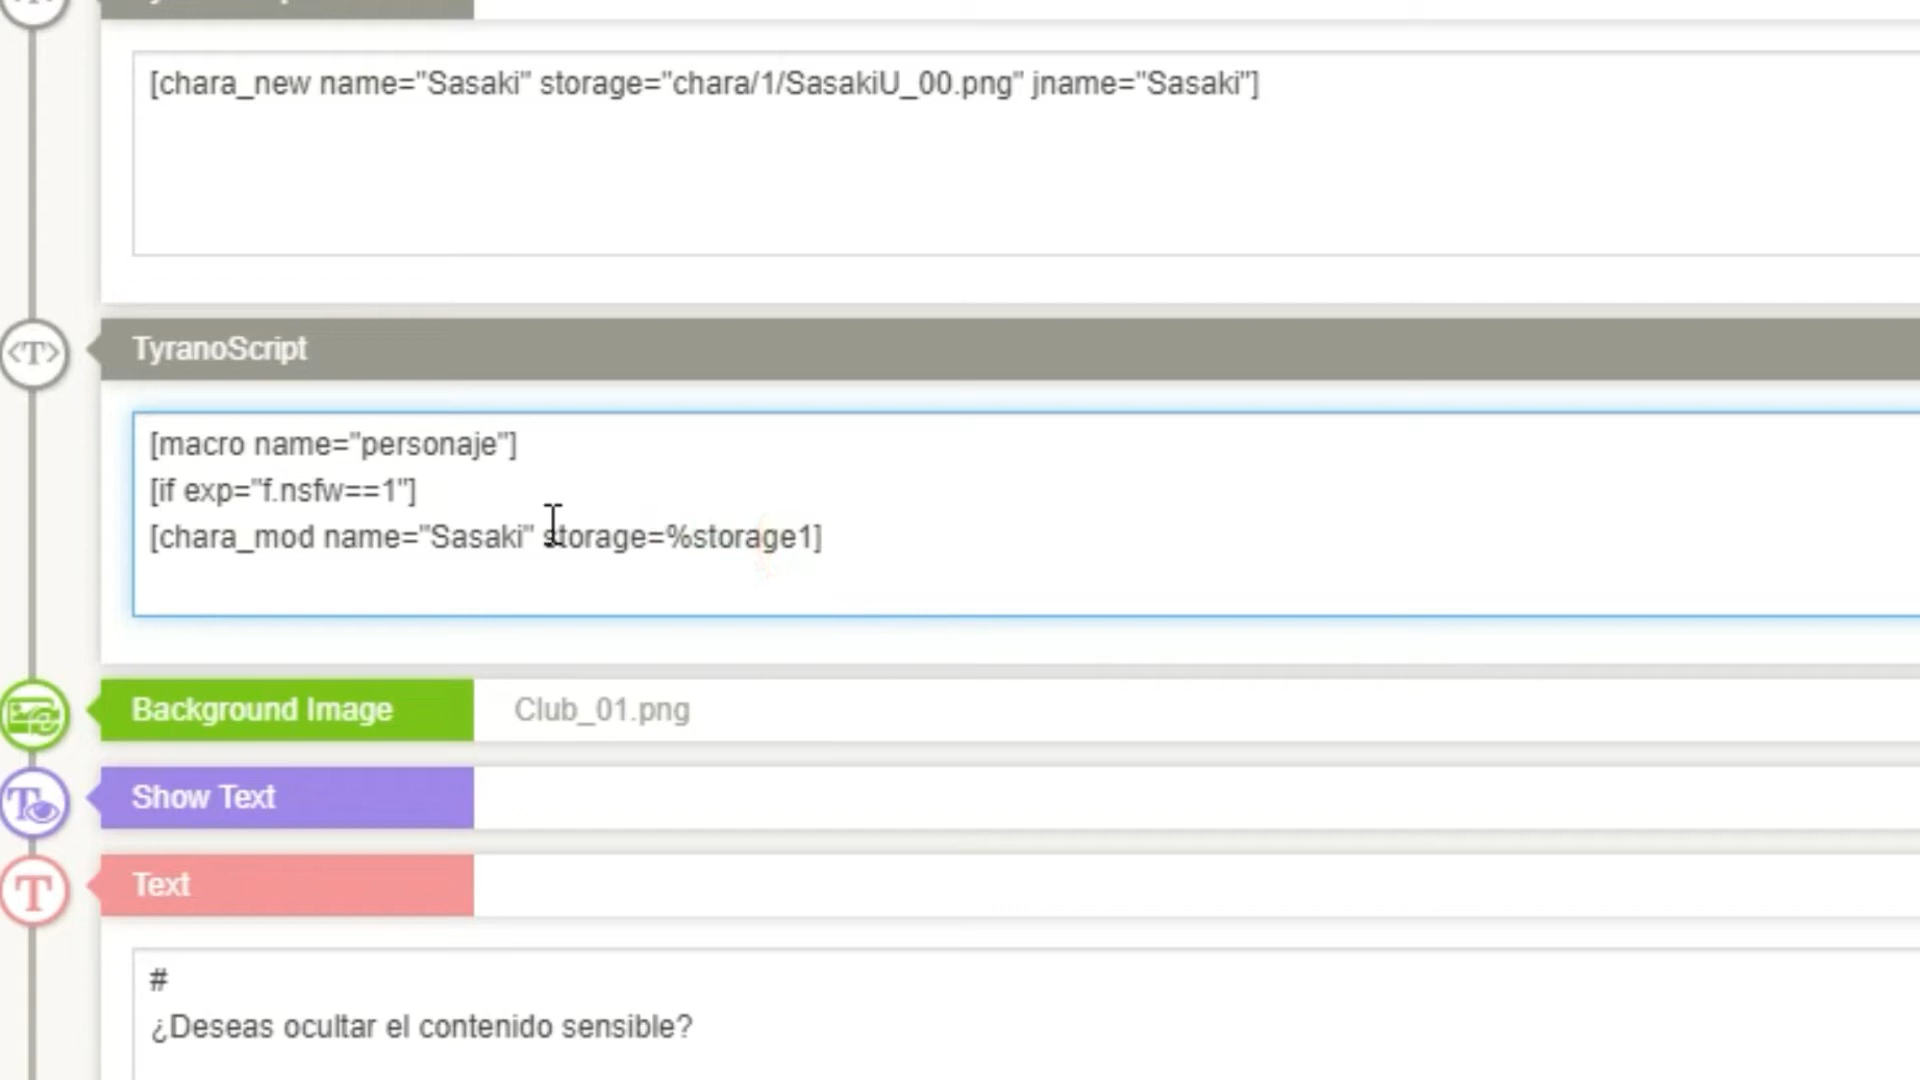 [chara_new name="Sasaki" storage="chara/1/SasakiU_00.png" jname="Sasaki"]
<T>
TyranoScript
[macro name="personaje"]
[if exp="f.nsfw==1"]
[chara_mod name="Sasaki" storage=%storage1]
Background Image
Club_01.png
T
Show Text
T
Text
#
¿Deseas ocultar el contenido sensible?